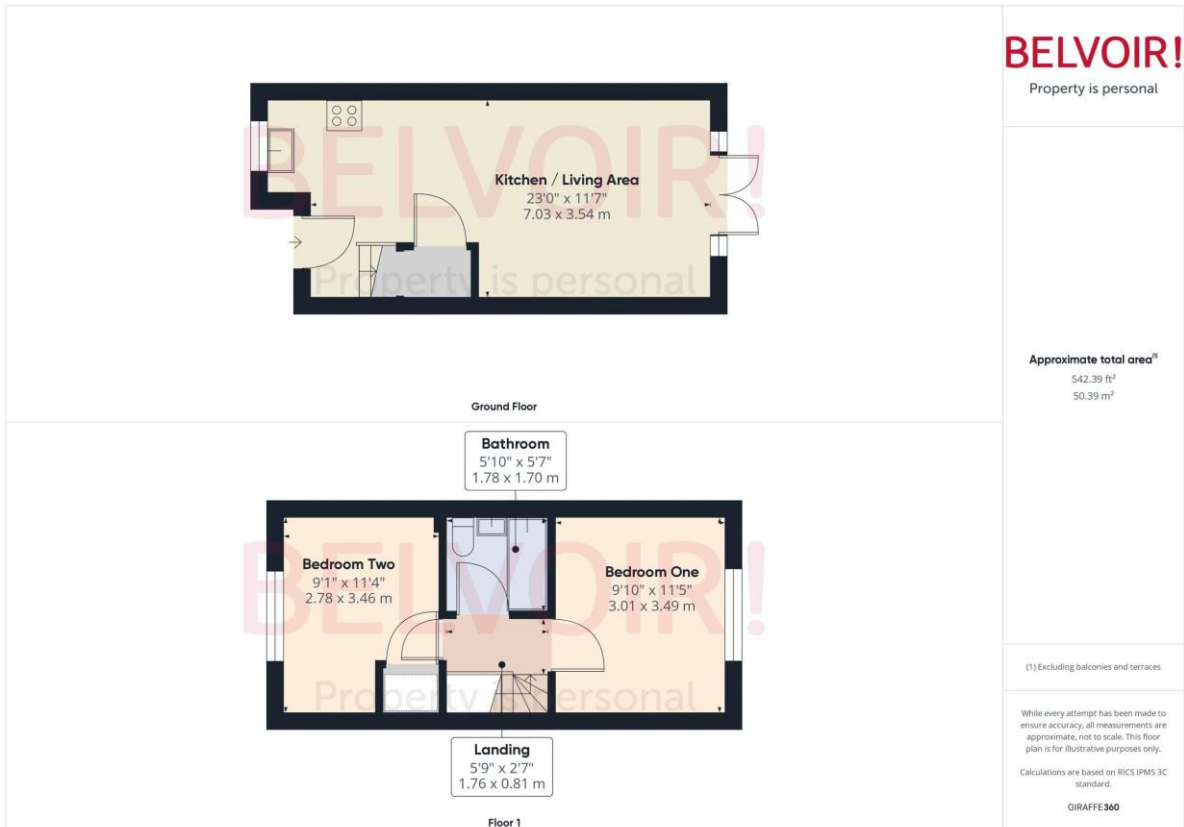 BELVOIR!
Kitchen / Living Area
23'0" x 11'7"
7.03 x 3.54 m
Property is personal
Ground Floor
Bathroom
5'10" x 5'7"
1.78 x 1.70 m
BELVOIR!
Bedroom Two
9'1" x 11'4"
2.78 x 3.46 m
Bedroom One
9'10" x 11'5"
3.01 x 3.49 m
Property is personal
Landing
5'9" x 2'7"
1.76 x 0.81 m
Floor 1
BELVOIR!
Property is personal
Approximate total area(1)
542.39 ft²
50.39 m²
(1) Excluding balconies and terraces
While every attempt has been made to
ensure accuracy, all measurements are
approximate, not to scale. This floor
plan is for illustrative purposes only.
Calculations are based on RICS IPMS 3C
standard.
GIRAFFE360